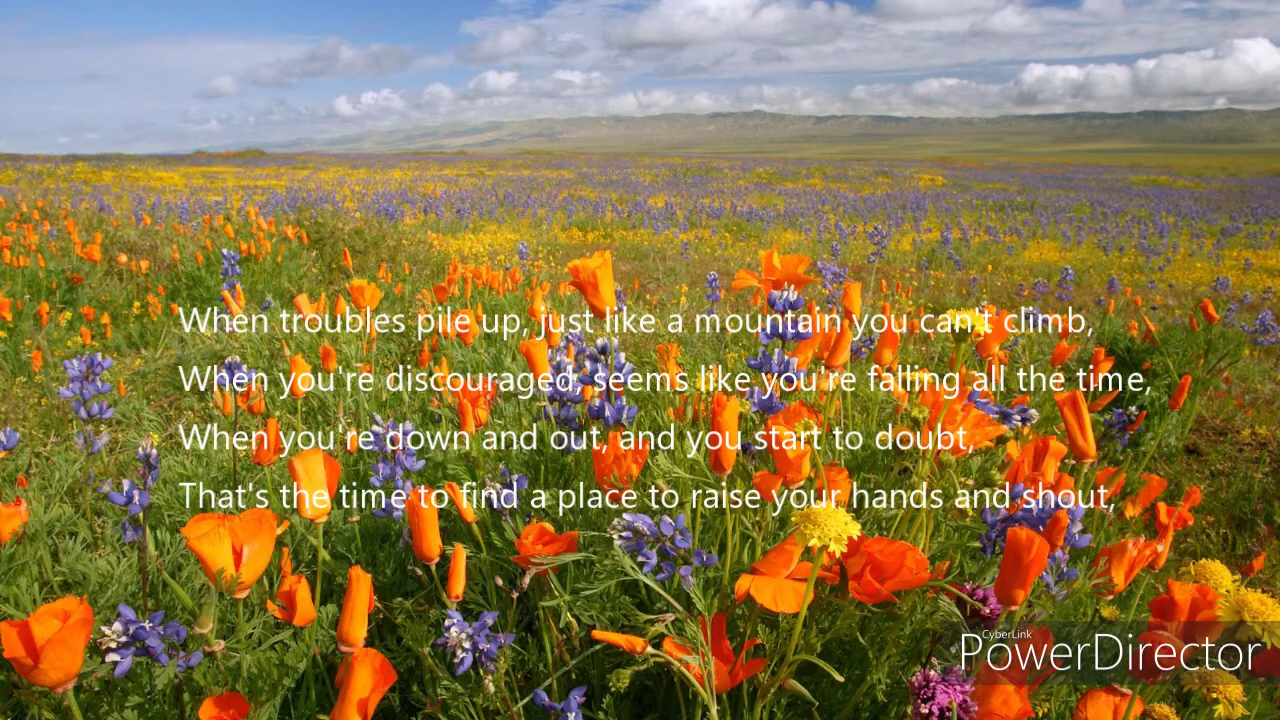 When troubles pile up, just like a mountain you can't climb,
When you're discouraged, seems like you're falling all the time,
When you're down and out, and you start to doubt,
That's the time to find a place to raise your hands and shout,
CyberLink
PowerDirector